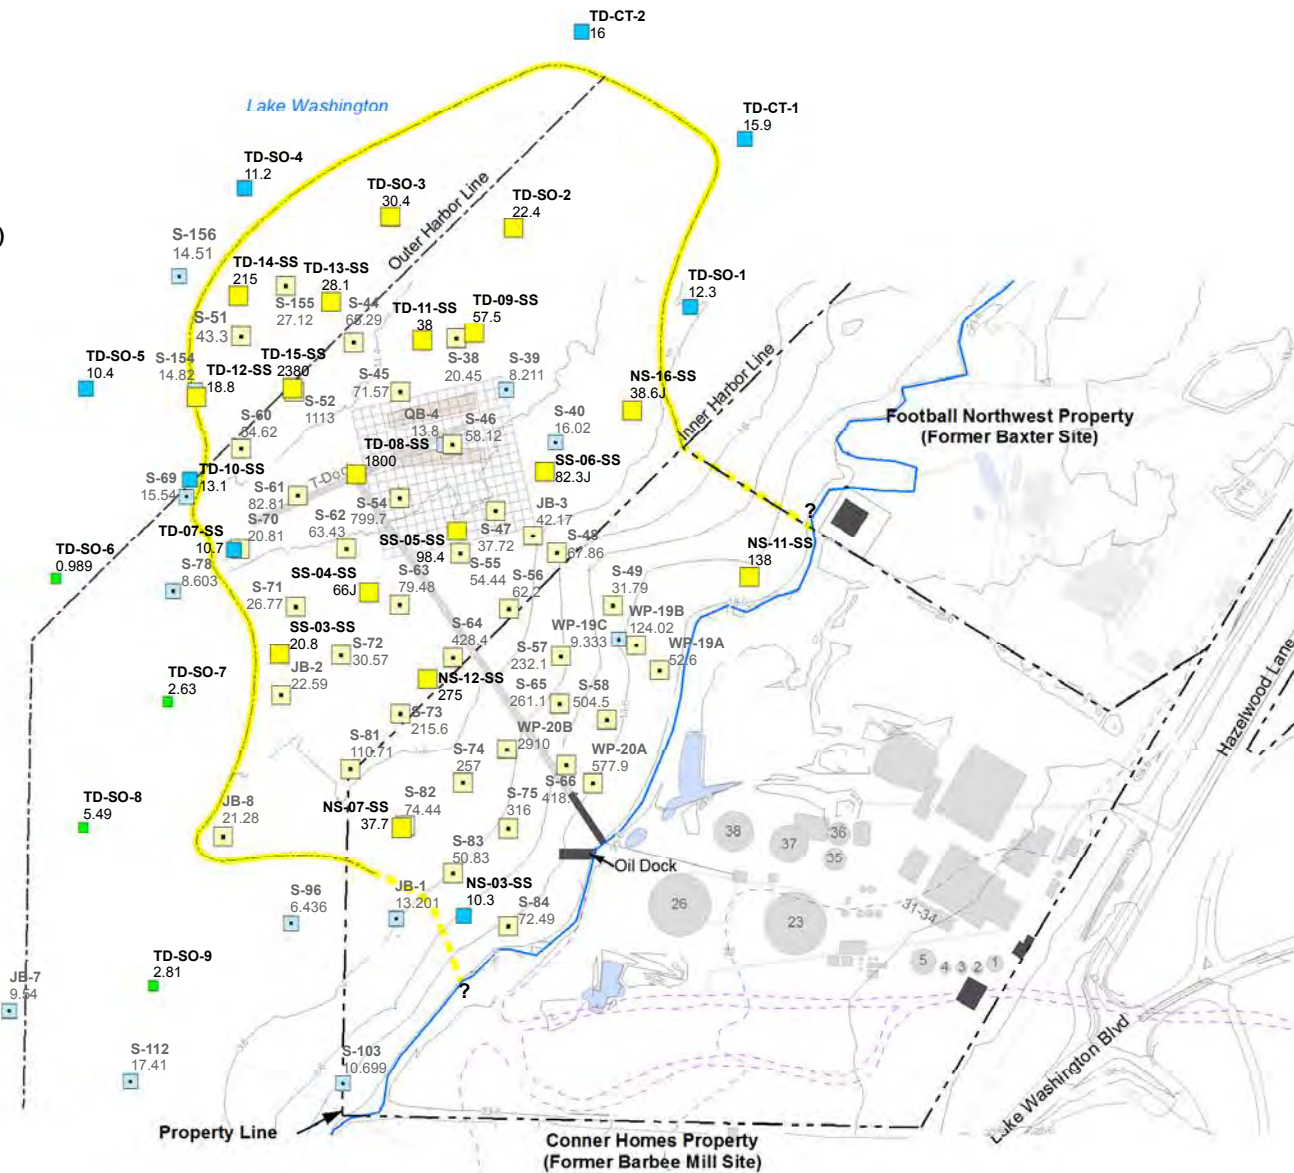 TD-CT-2
16
Lake Washington
TD-CT-1
15.9
TD-SO-4
11.2
TD-SO-3
30.4
TD-SO-2
22.4
Outer Harbor Line
)
S-156
14.51
TD-14-SS
215
TD-13-SS
28.1
S-155
27.12
S-44
65.29
TD-11-SS
38
TD-09-SS
57.5
TD-SO-1
12.3
S-51
43.3
TD-SO-5
10.4
S-154
14.82
TD-12-SS
18.8
TD-15-SS
2380
S-52
1113
S-45
71.57
S-38
20.45
S-39
8.211
NS-16-SS
38.6J
Inner Harbor Line
Football Northwest Property
(Former Baxter Site)
S-60
84.62
QB-4
13.8
S-46
58.12
S-40
16.02
TD-08-SS
1800
SS-06-SS
82.3J
S-69
15.54
TD-10-SS
13.1
S-61
82.81
S-54
799.7
JB-3
42.17
?
S-70
20.81
S-62
63.43
SS-05-SS
98.4
S-47
37.72
S-48
67.86
TD-07-SS
10.7
NS-11-SS
138
TD-SO-6
0.989
S-78
8.603
S-71
26.77
SS-04-SS
66J
S-63
79.48
S-55
54.44
S-56
62.2
S-49
31.79
SS-03-SS
20.8
S-72
30.57
S-64
428.4
S-57
232.1
WP-19C
9.333
WP-19B
124.02
WP-19A
52.6
TD-SO-7
2.63
JB-2
22.59
NS-12-SS
275
S-65
261.1
S-58
504.5
Hazelwood Lane
S-73
215.6
S-81
110.71
WP-20B
2910
S-74
257
WP-20A
577.9
S-66
TD-SO-8
5.49
JB-8
21.28
NS-07-SS
37.7
S-82
74.44
S-75
316
38
37
36
35
Oil Dock
S-83
50.83
26
23
31-34
S-96
6.436
JB-1
13.201
NS-03-SS
10.3
S-84
72.49
TD-SO-9
2.81
5
4
3
2
1
?
JB-7
9.54
S-112
17.41
S-103
10.699
Lake Washington Blvd
Property Line
Conner Homes Property
(Former Barbee Mill Site)